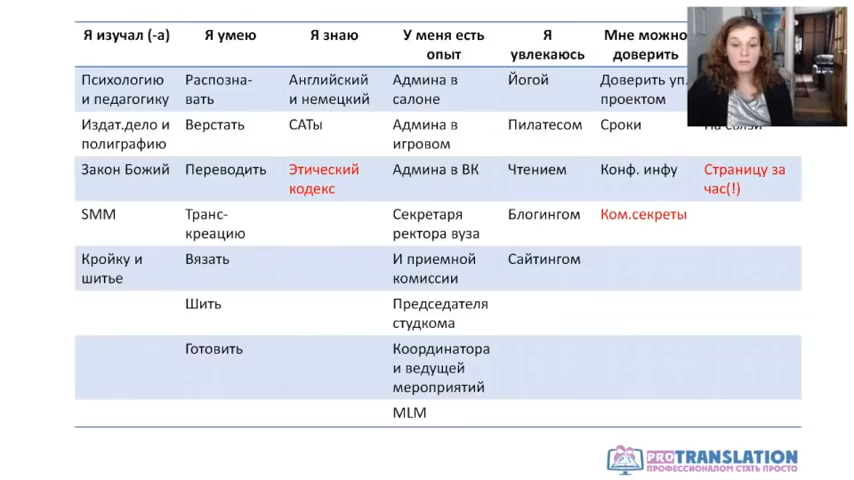 Я изучал (-а)
Я умею
Я знаю
У меня есть
опыт
Я
увлекаюсь
Мне можно
доверить
Психологию
и педагогику
Распозна-
вать
Английский
и немецкий
Админа в
салоне
Йогой
Доверить уп.
проектом
Издат.дело и
полиграфию
Верстать
САТы
Админа в
игровом
Пилатесом
Сроки
На связи
Закон Божий
Переводить
Этический
кодекс
Админа в ВК
Чтением
Конф. инфу
Страницу за
час(!)
SMM
Транс-
креацию
Секретаря
ректора вуза
Блогингом
Ком.секреты
Кройку и
шитье
Вязать
И приемной
комиссии
Сайтингом
Шить
Председателя
студкома
Готовить
Координатора
и ведущей
мероприятий
MLM
PROTRANSLATION
ПРОФЕССИОНАЛОМ СТАТЬ ПРОСТО